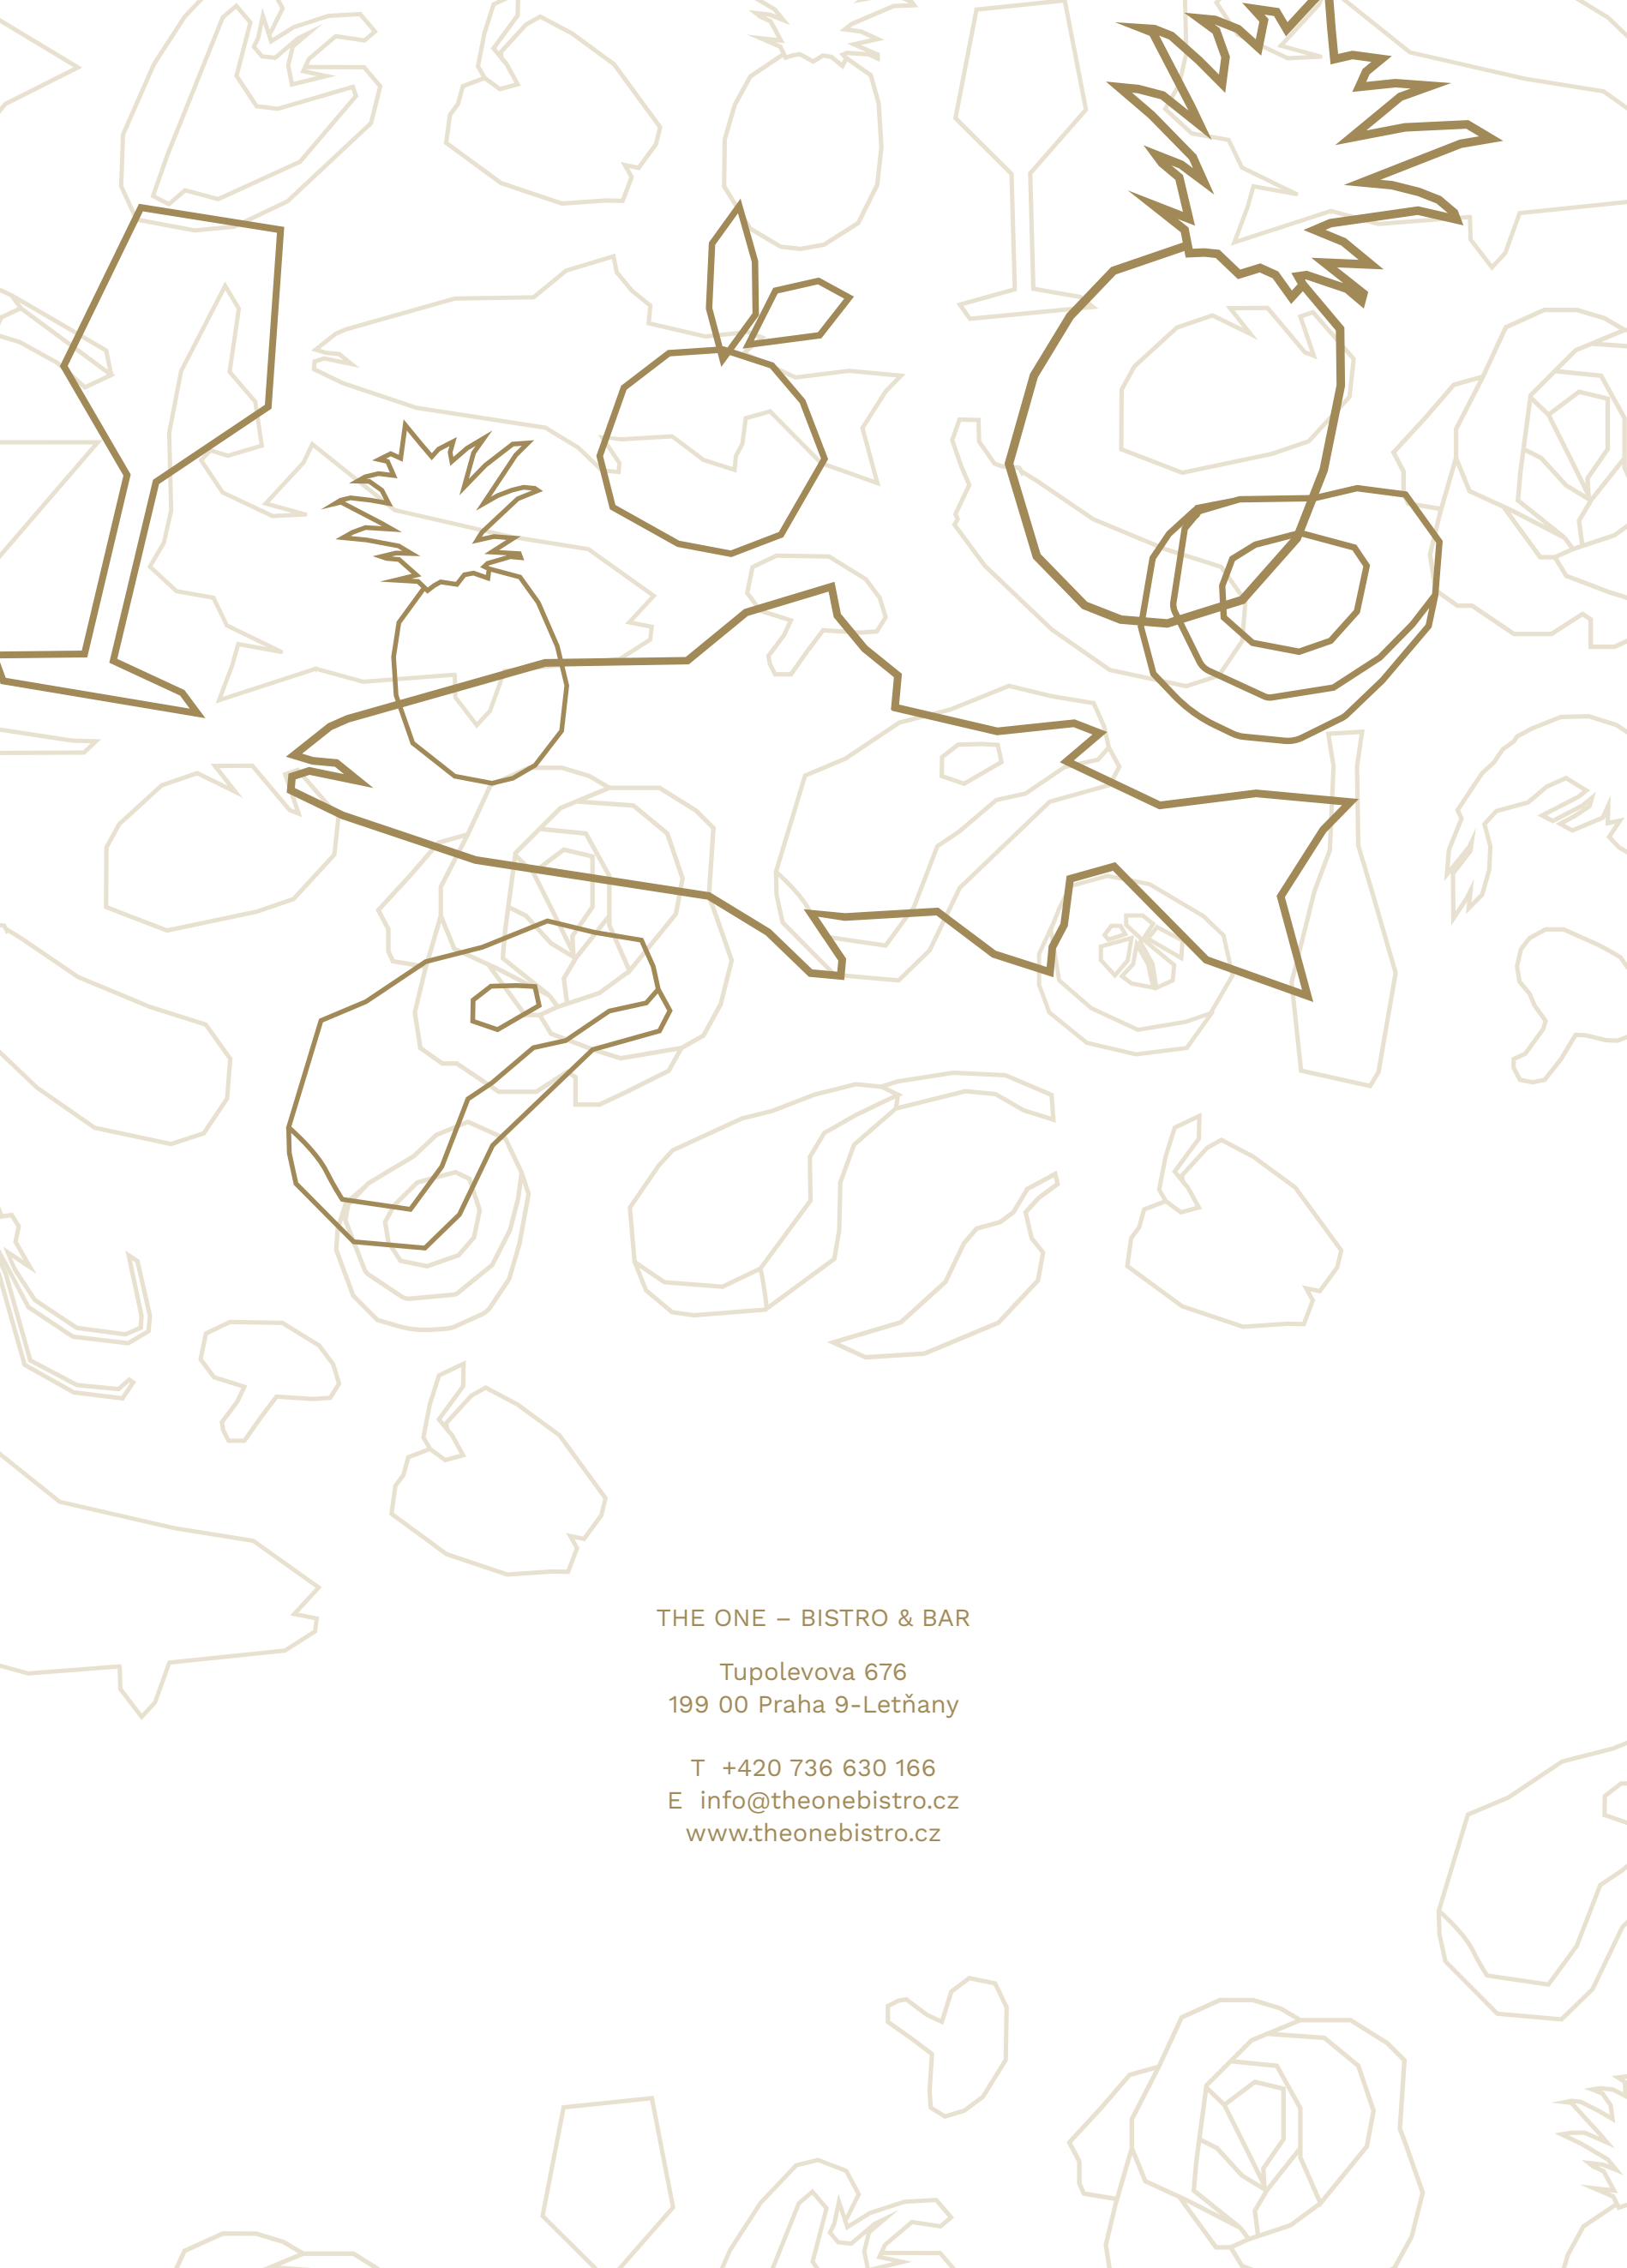 THE ONE – BISTRO & BAR
Tupolevova 676
199 00 Praha 9-Letňany
T +420 736 630 166
E info@theonebistro.cz
www.theonebistro.cz